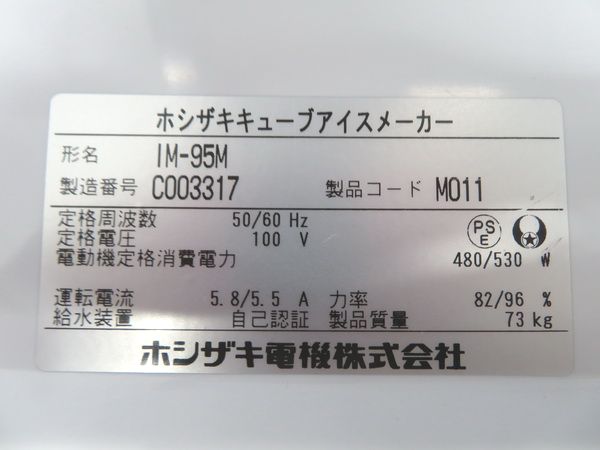 ホシザキキューブアイスメーカー
形名 IM-95M
製造番号 C003317 製品コード M011
定格周波数 50/60 Hz
定格電圧 100 V
PS E
電動機定格消費電力 480/530 W
運転電流 5.8/5.5 A 力率 82/96 %
給水装置 自己認証 製品質量 73 kg
ホシザキ電機株式会社